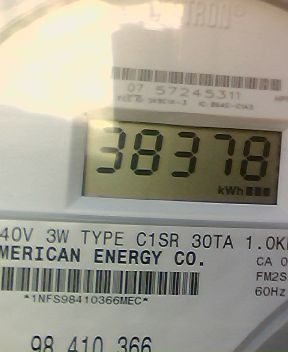 TRON®
07 57245311
38378
kWh
40V 3W TYPE C1SR 30TA 1.0K
MERICAN ENERGY CO.
CA 0
FM2S
*1NFS98410366MEC*
60Hz
98 410 366